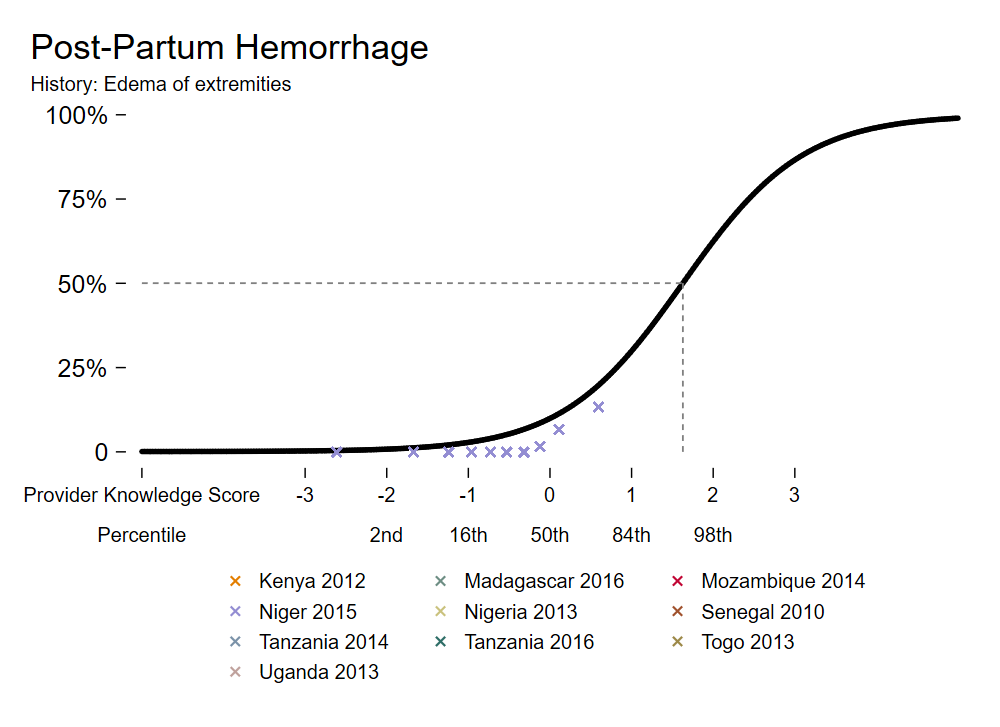 Post-Partum Hemorrhage
History: Edema of extremities
100%
75%
50%
25%
0
Provider Knowledge Score -3 -2 -1 0 1 2 3
Percentile 2nd 16th 50th 84th 98th
Kenya 2012 Madagascar 2016 Mozambique 2014
Niger 2015 Nigeria 2013 Senegal 2010
Tanzania 2014 Tanzania 2016 Togo 2013
Uganda 2013